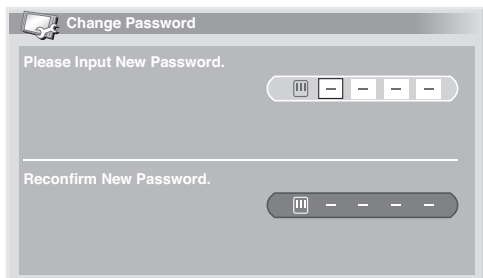 Change Password
Please Input New Password.
– – – –
Reconfirm New Password.
– – – –